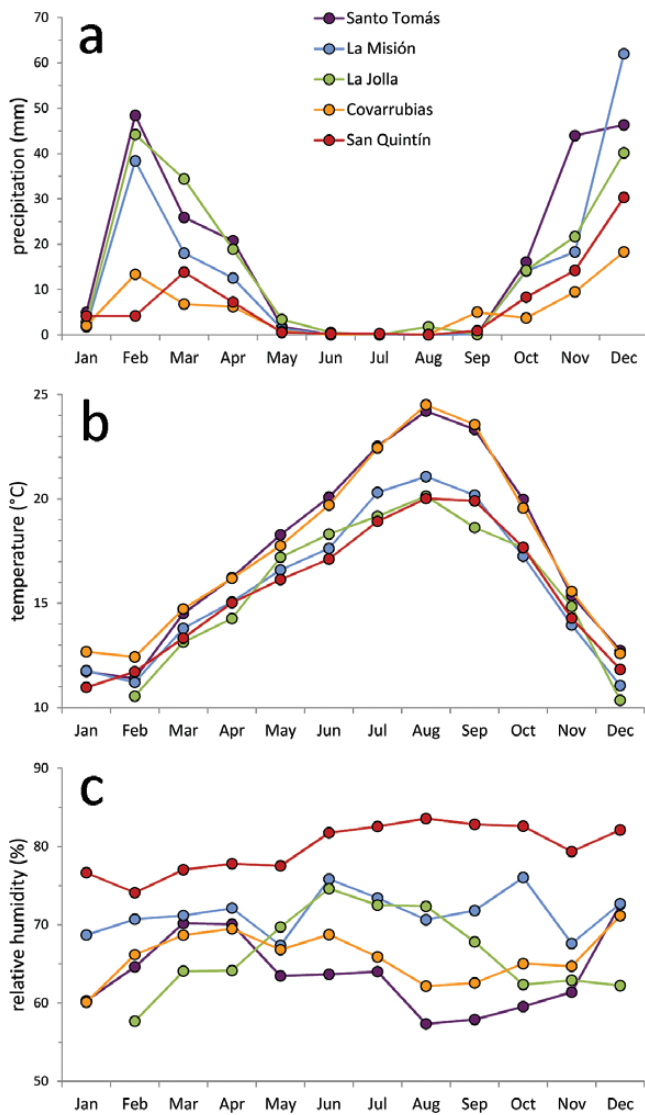 a
precipitation (mm)
70
60
50
40
30
20
10
0
Santo Tomás
La Misión
La Jolla
Covarrubias
San Quintín
Jan Feb Mar Apr May Jun Jul Aug Sep Oct Nov Dec
b
temperature (°C)
25
20
15
10
Jan Feb Mar Apr May Jun Jul Aug Sep Oct Nov Dec
c
relative humidity (%)
90
80
70
60
50
Jan Feb Mar Apr May Jun Jul Aug Sep Oct Nov Dec